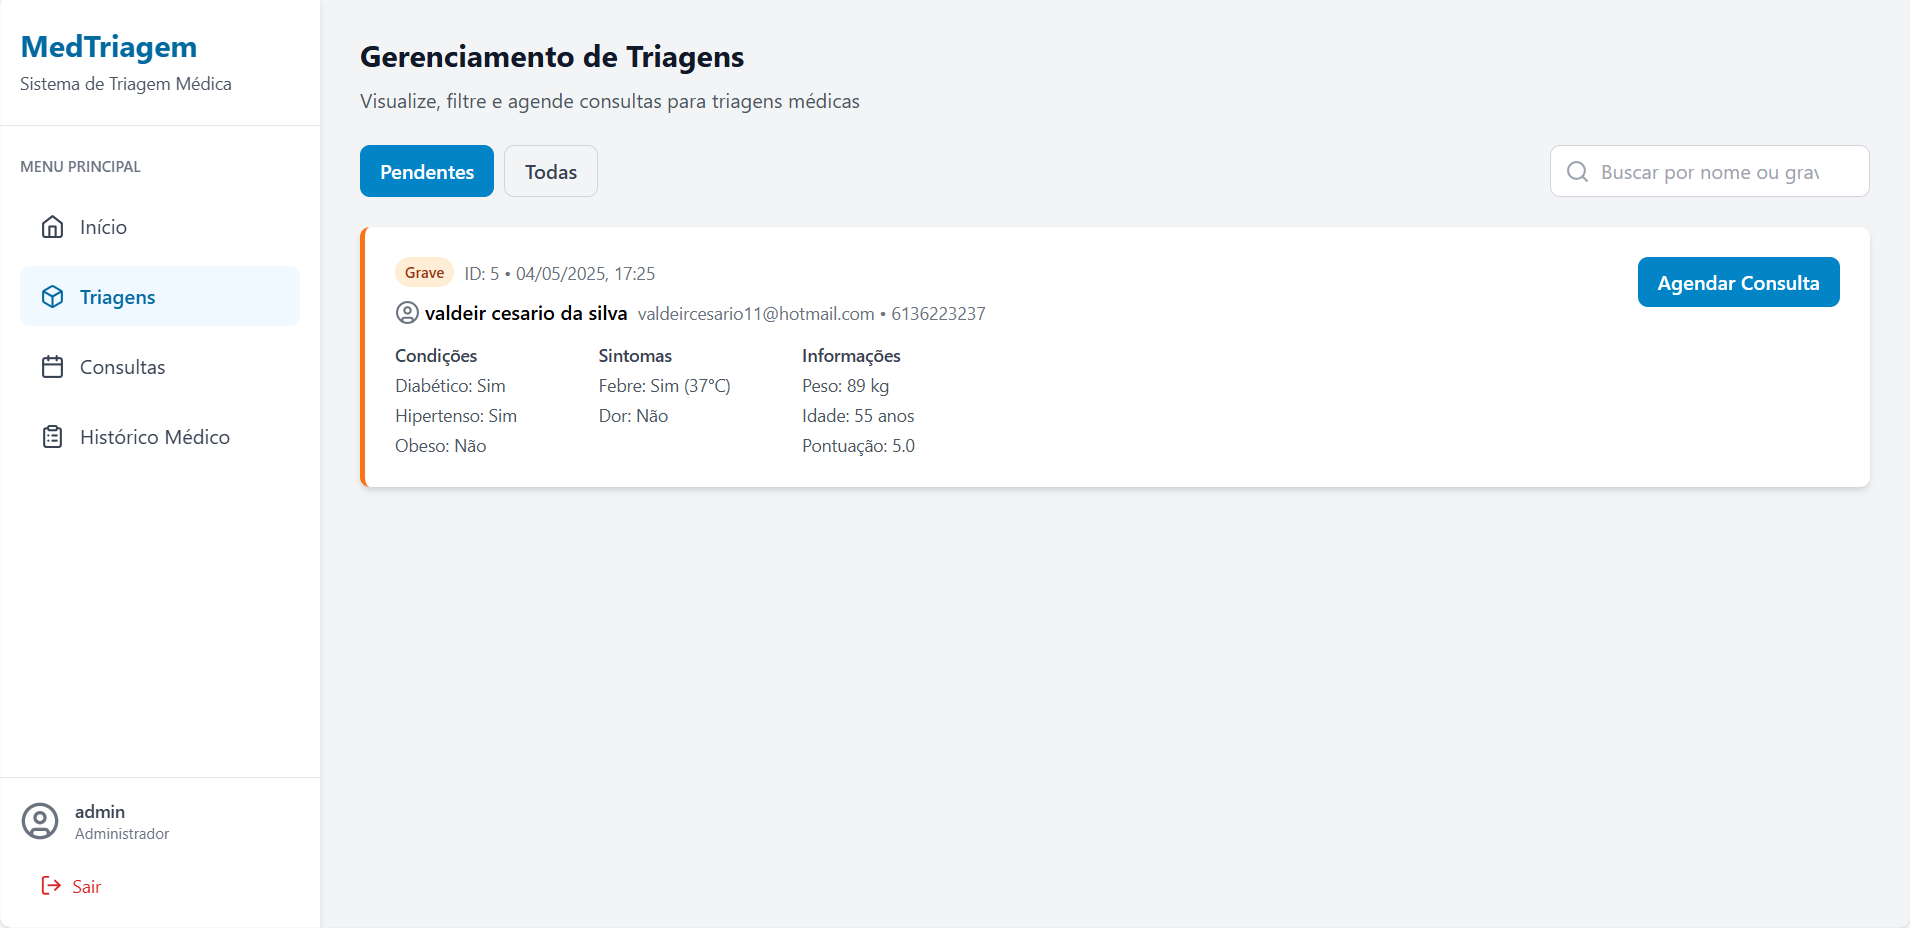 MedTriagem
Sistema de Triagem Médica
MENU PRINCIPAL
Início
Triagens
Consultas
Histórico Médico
admin
Administrador
Sair
Gerenciamento de Triagens
Visualize, filtre e agende consultas para triagens médicas
Pendentes
Todas
Buscar por nome ou grav
Grave ID: 5 • 04/05/2025, 17:25
Agendar Consulta
valdeir cesario da silva valdeircesario11@hotmail.com • 6136223237
Condições
Diabético: Sim
Hipertenso: Sim
Obeso: Não
Sintomas
Febre: Sim (37°C)
Dor: Não
Informações
Peso: 89 kg
Idade: 55 anos
Pontuação: 5.0